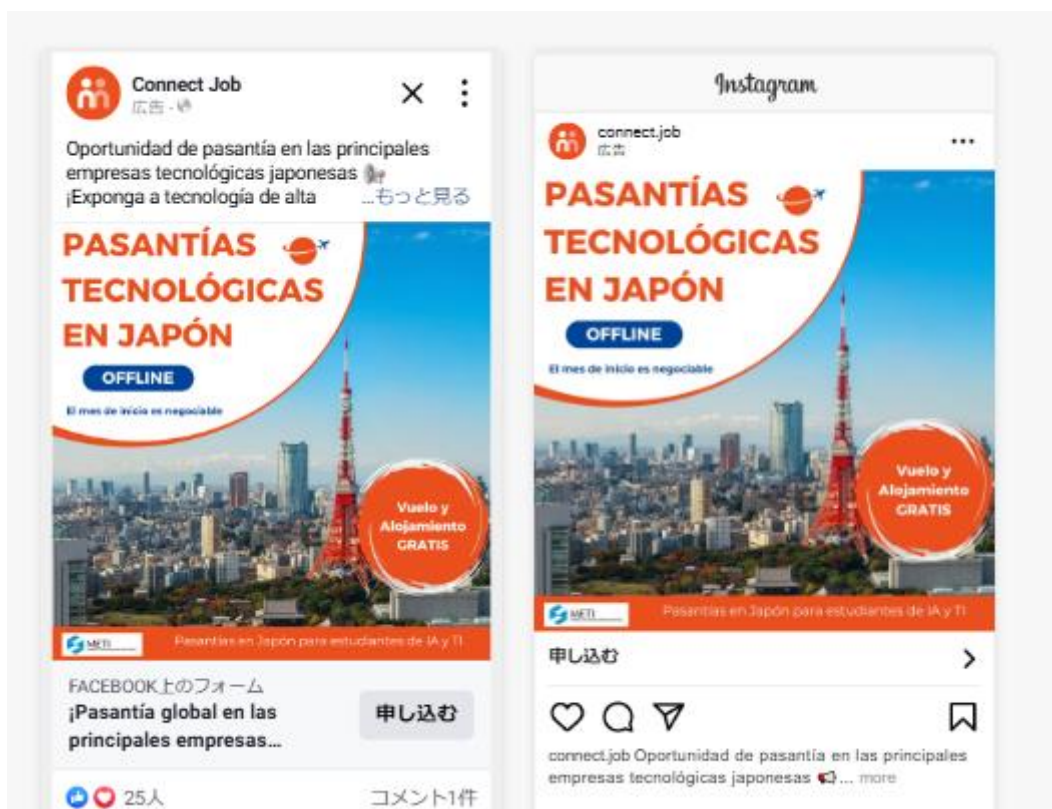 Connect Job
広告
Oportunidad de pasantía en las principales
empresas tecnológicas japonesas
¡Exponga a tecnología de alta ...もっと見る
PASANTÍAS
TECNOLÓGICAS
EN JAPÓN
OFFLINE
El mes de inicio es negociable
Vuelo y
Alojamiento
GRATIS
METI
Pasantías en Japón para estudiantes de IA y TI
FACEBOOK上のフォーム
¡Pasantía global en las
principales empresas...
申し込む
25人
コメント1件
Instagram
connect.job
広告
PASANTÍAS
TECNOLÓGICAS
EN JAPÓN
OFFLINE
El mes de inicio es negociable
Vuelo y
Alojamiento
GRATIS
METI
Pasantías en Japón para estudiantes de IA y TI
申し込む
connect.job Oportunidad de pasantía en las principales
empresas tecnológicas japonesas ... more